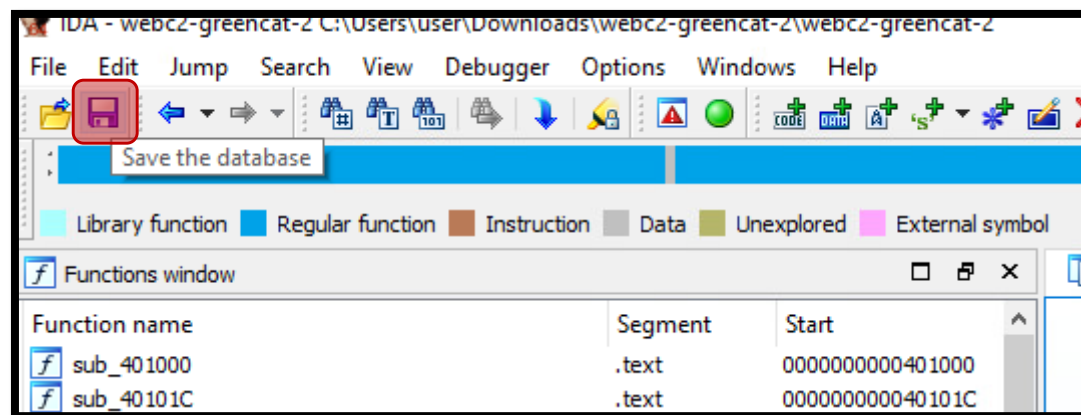 IDA - webc2-greencat-2 C:\Users\user\Downloads\webc2-greencat-2\webc2-greencat-2
File Edit Jump Search View Debugger Options Windows Help
Save the database
Library function Regular function Instruction Data Unexplored External symbol
Functions window
Function name Segment Start
sub_401000 .text 0000000000401000
sub_40101C .text 000000000040101C